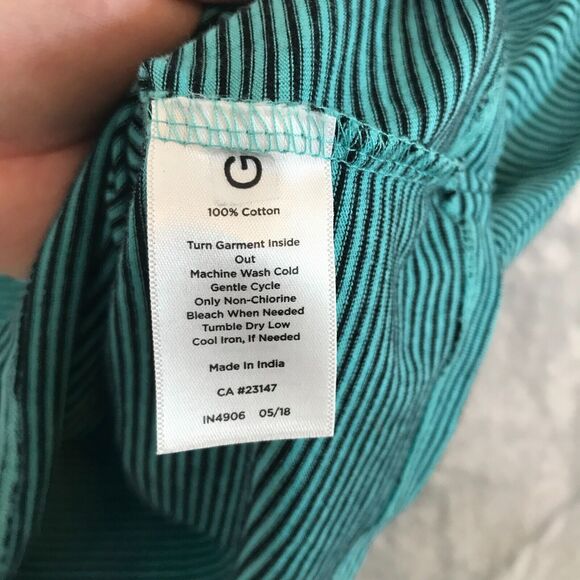 G
100% Cotton
Turn Garment Inside
Out
Machine Wash Cold
Gentle Cycle
Only Non-Chlorine
Bleach When Needed
Tumble Dry Low
Cool Iron, If Needed
Made In India
CA #23147
IN4906 05/18